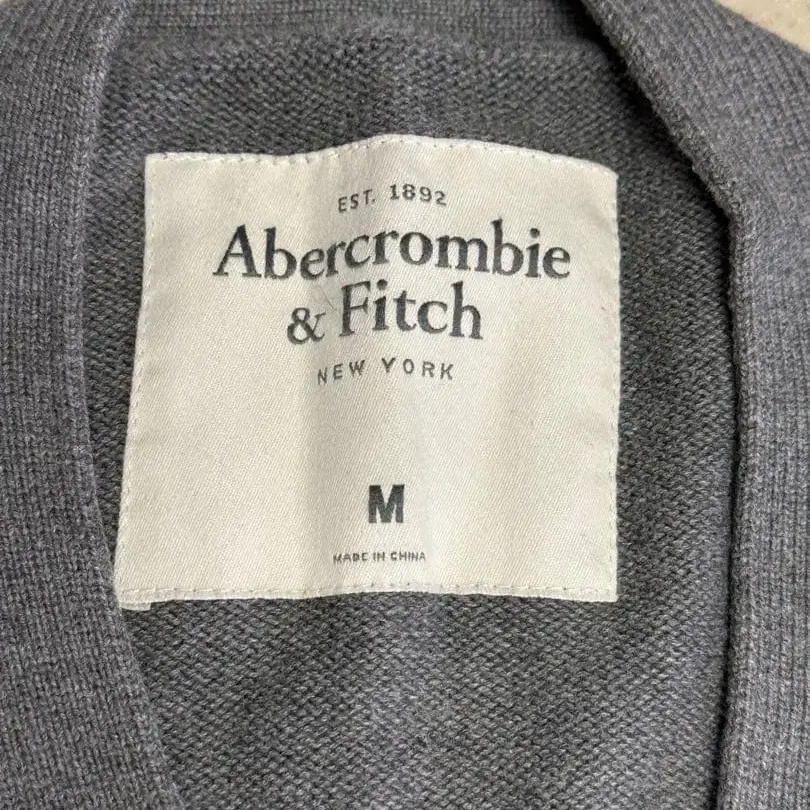 EST. 1892
Abercrombie
& Fitch
NEW YORK
M
MADE IN CHINA